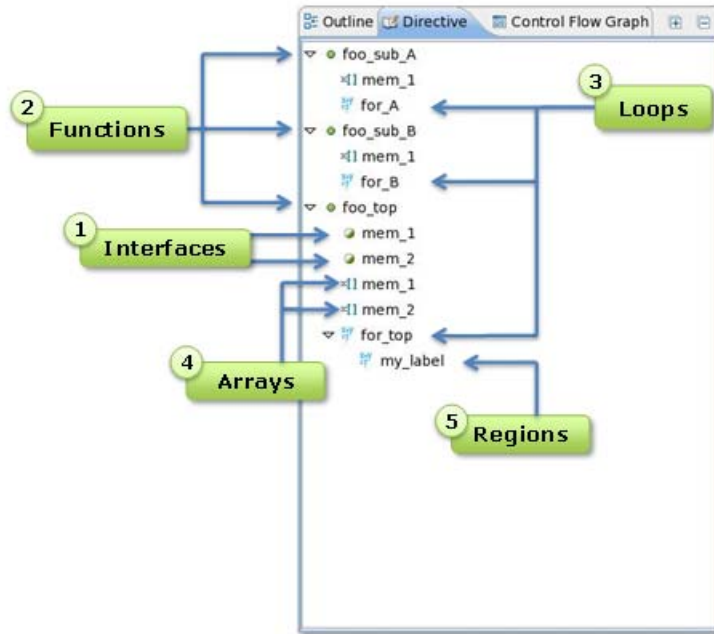 Outline Directive Control Flow Graph
foo_sub_A
×[] mem_1
for_A
foo_sub_B
×[] mem_1
for_B
foo_top
mem_1
mem_2
×[] mem_1
×[] mem_2
for_top
my_label
2 Functions
3 Loops
1 Interfaces
4 Arrays
5 Regions